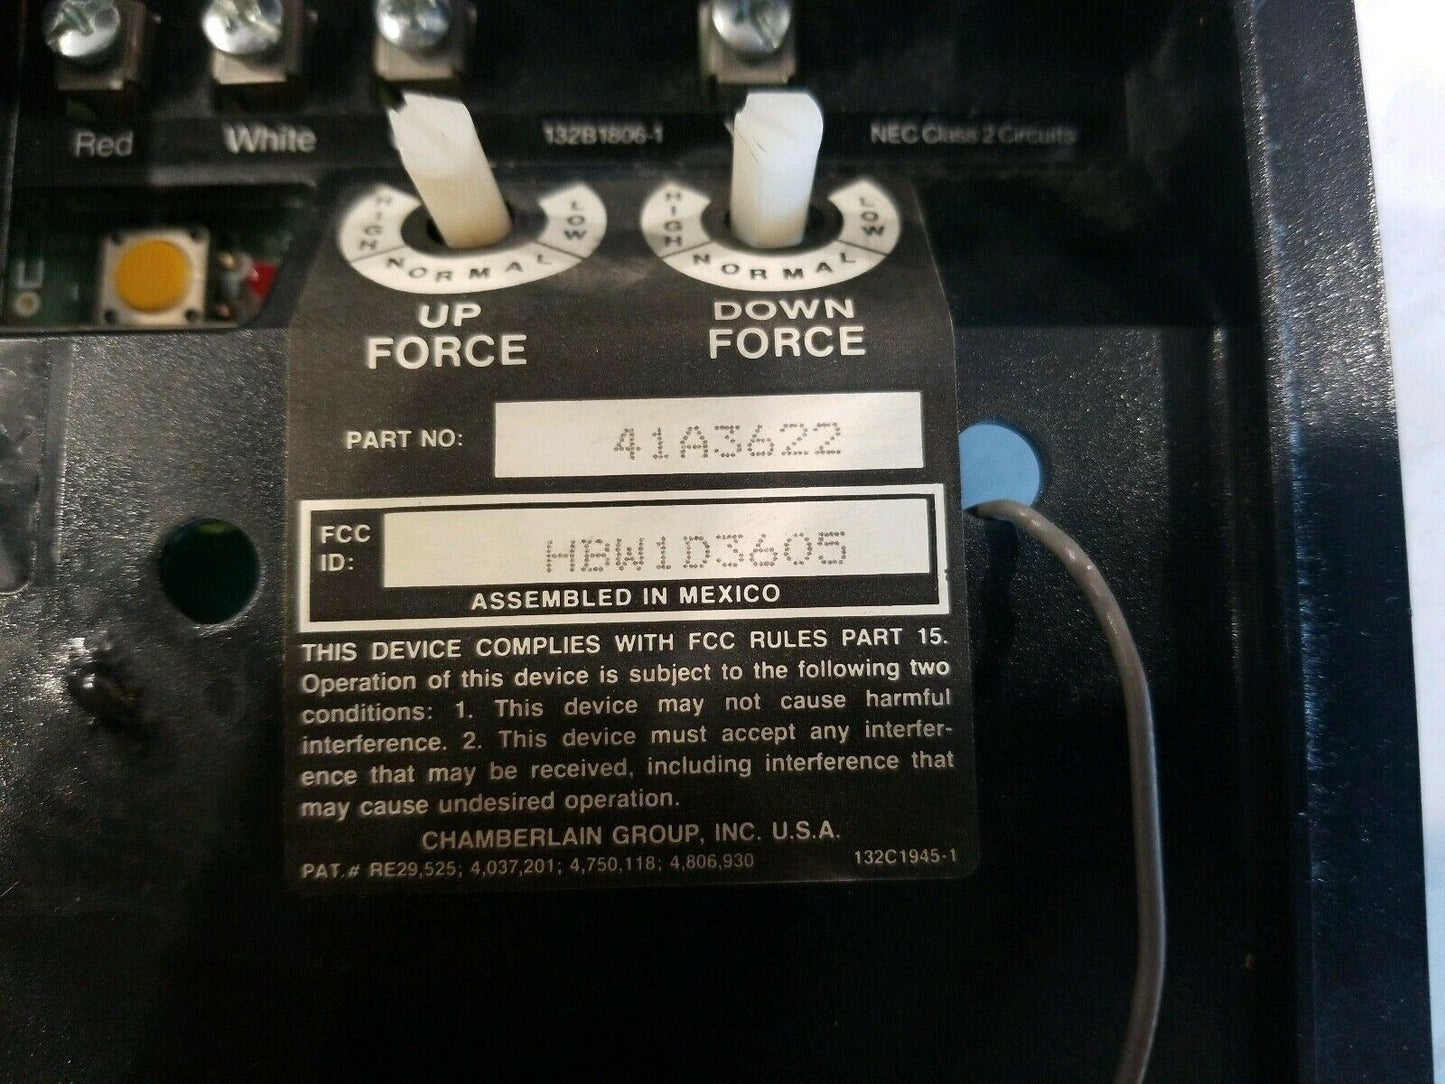 Red White 132B1806-1 NEC Class 2 Circuits
HIGH NORMAL LOW HIGH NORMAL LOW
UP FORCE
DOWN FORCE
PART NO: 41A3622
FCC ID: HBW1D3605
ASSEMBLED IN MEXICO
THIS DEVICE COMPLIES WITH FCC RULES PART 15.
Operation of this device is subject to the following two
conditions: 1. This device may not cause harmful
interference. 2. This device must accept any interfer-
ence that may be received, including interference that
may cause undesired operation.
CHAMBERLAIN GROUP, INC. U.S.A.
PAT.# RE29,525; 4,037,201; 4,750,118; 4,806,930 132C1945-1